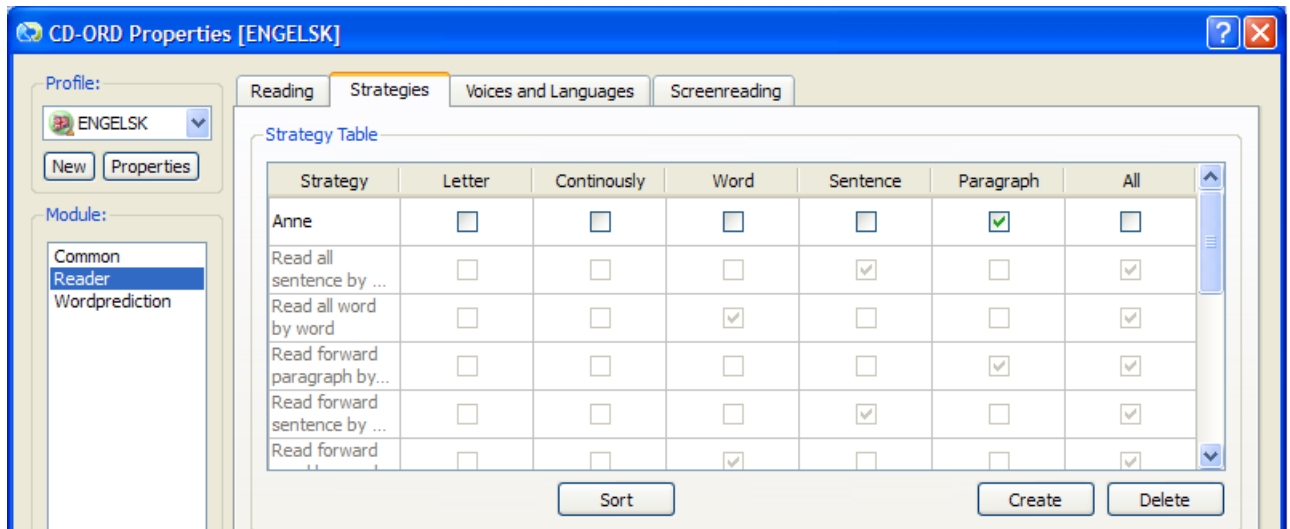 CD-ORD Properties [ENGELSK]
Profile:
ENGELSK
New Properties
Module:
Common
Reader
Wordprediction
Reading Strategies Voices and Languages Screenreading
Strategy Table
Strategy Letter Continously Word Sentence Paragraph All
Anne
Read all
sentence by ...
Read all word
by word
Read forward
paragraph by...
Read forward
sentence by ...
Read forward
Sort Create Delete